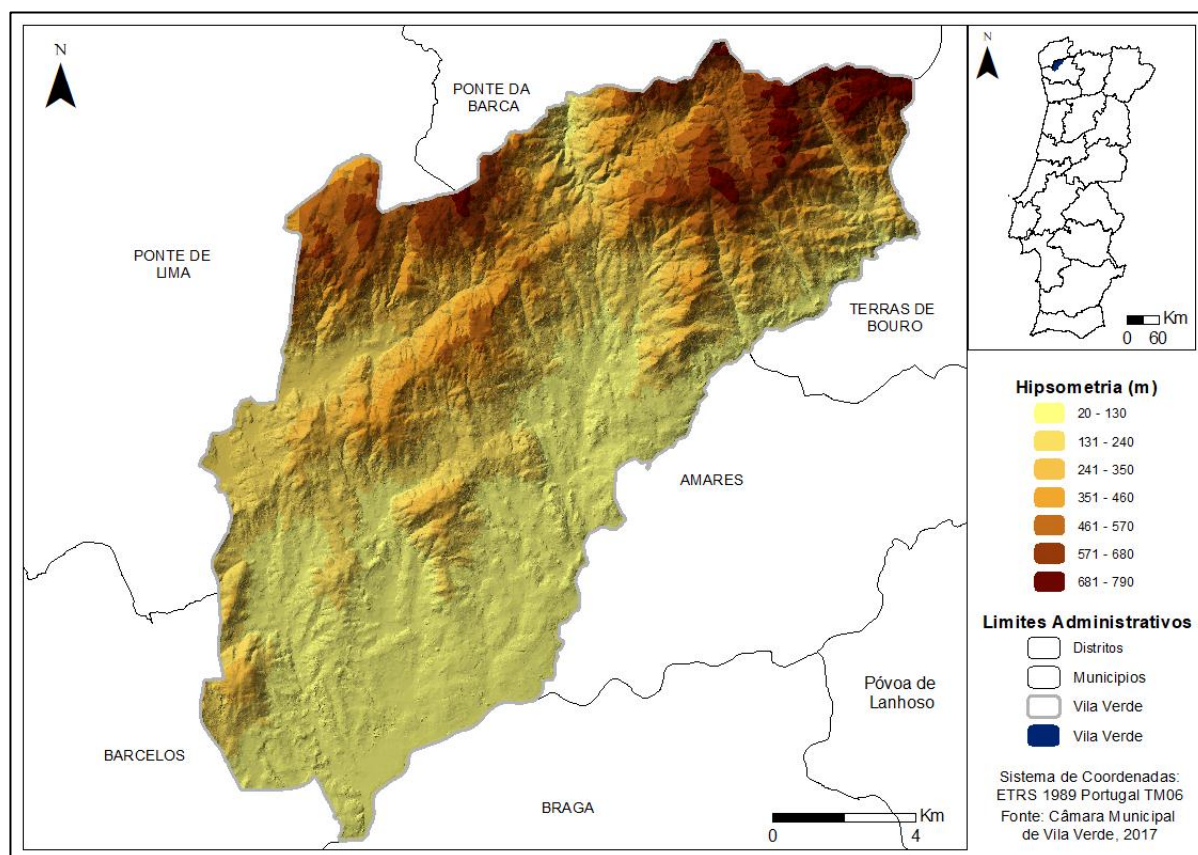 N
PONTE DA
BARCA
PONTE DE
LIMA
TERRAS DE
BOURO
AMARES
Póvoa de
Lanhoso
BARCELOS
BRAGA
Km
0 4
N
Km
0 60
Hipsometria (m)
20 - 130
131 - 240
241 - 350
351 - 460
461 - 570
571 - 680
681 - 790
Limites Administrativos
Distritos
Municipios
Vila Verde
Vila Verde
Sistema de Coordenadas:
ETRS 1989 Portugal TM06
Fonte: Câmara Municipal
de Vila Verde, 2017